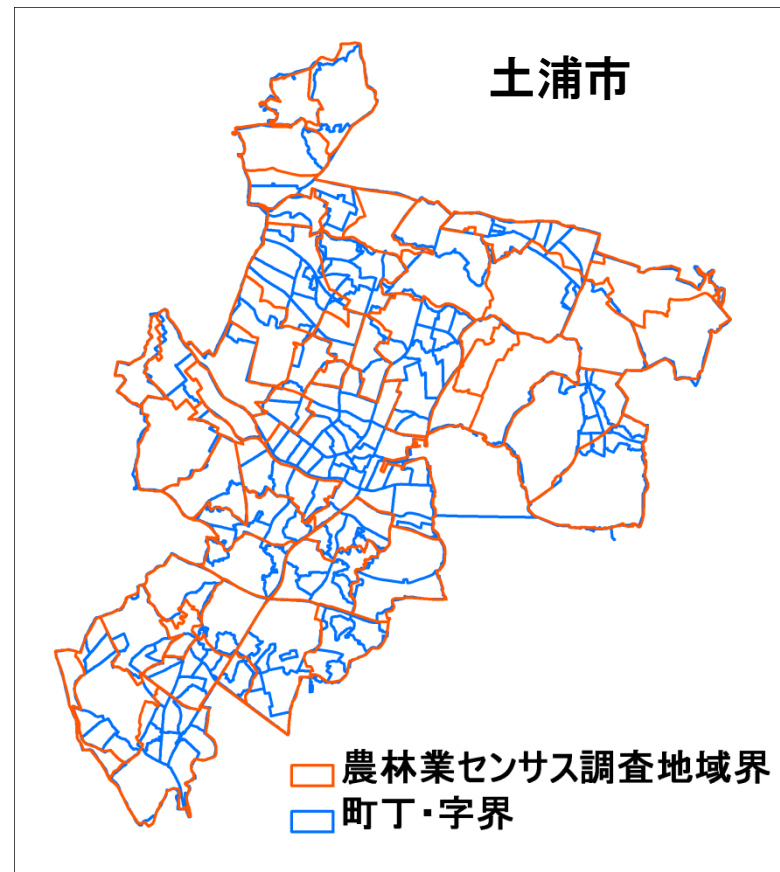 土浦市
農林業センサス調査地域界
町丁・字界